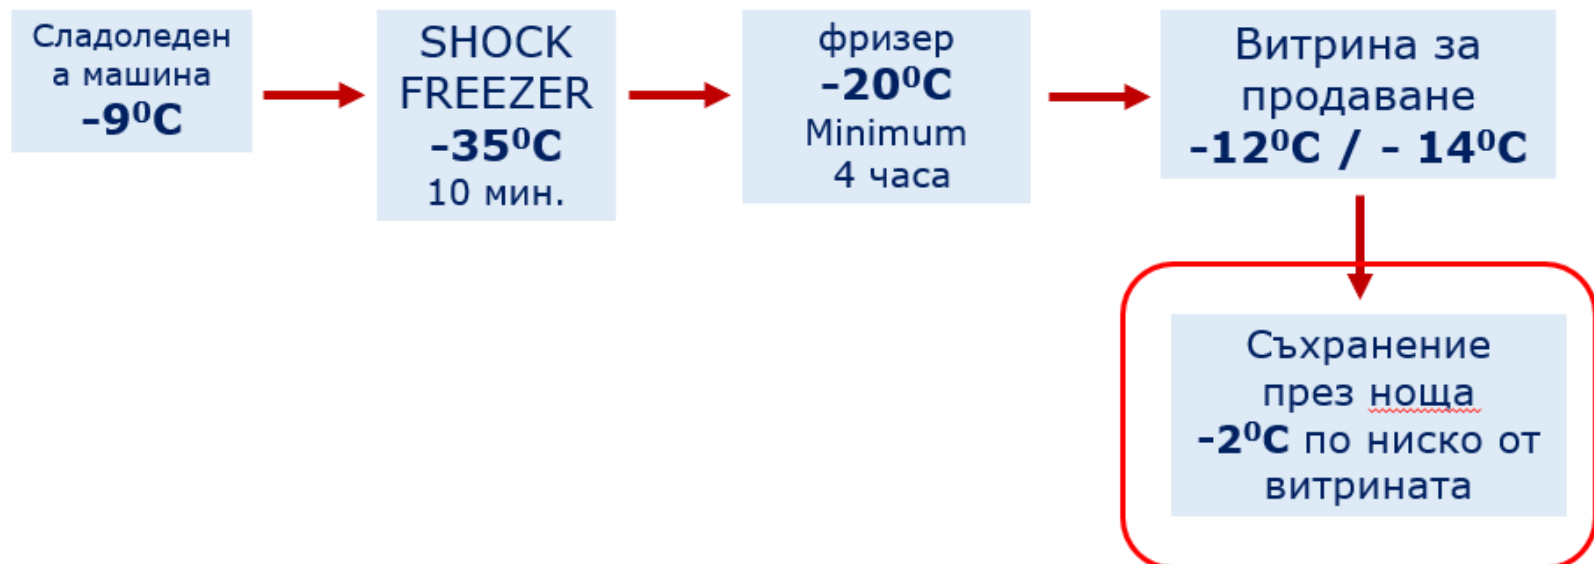 Сладоледен
а машина
-9⁰C
SHOCK
FREEZER
-35⁰C
10 мин.
фризер
-20⁰C
Minimum
4 часа
Витрина за
продаване
-12⁰C / - 14⁰C
Съхранение
през ноща
-2⁰C по ниско от
витрината